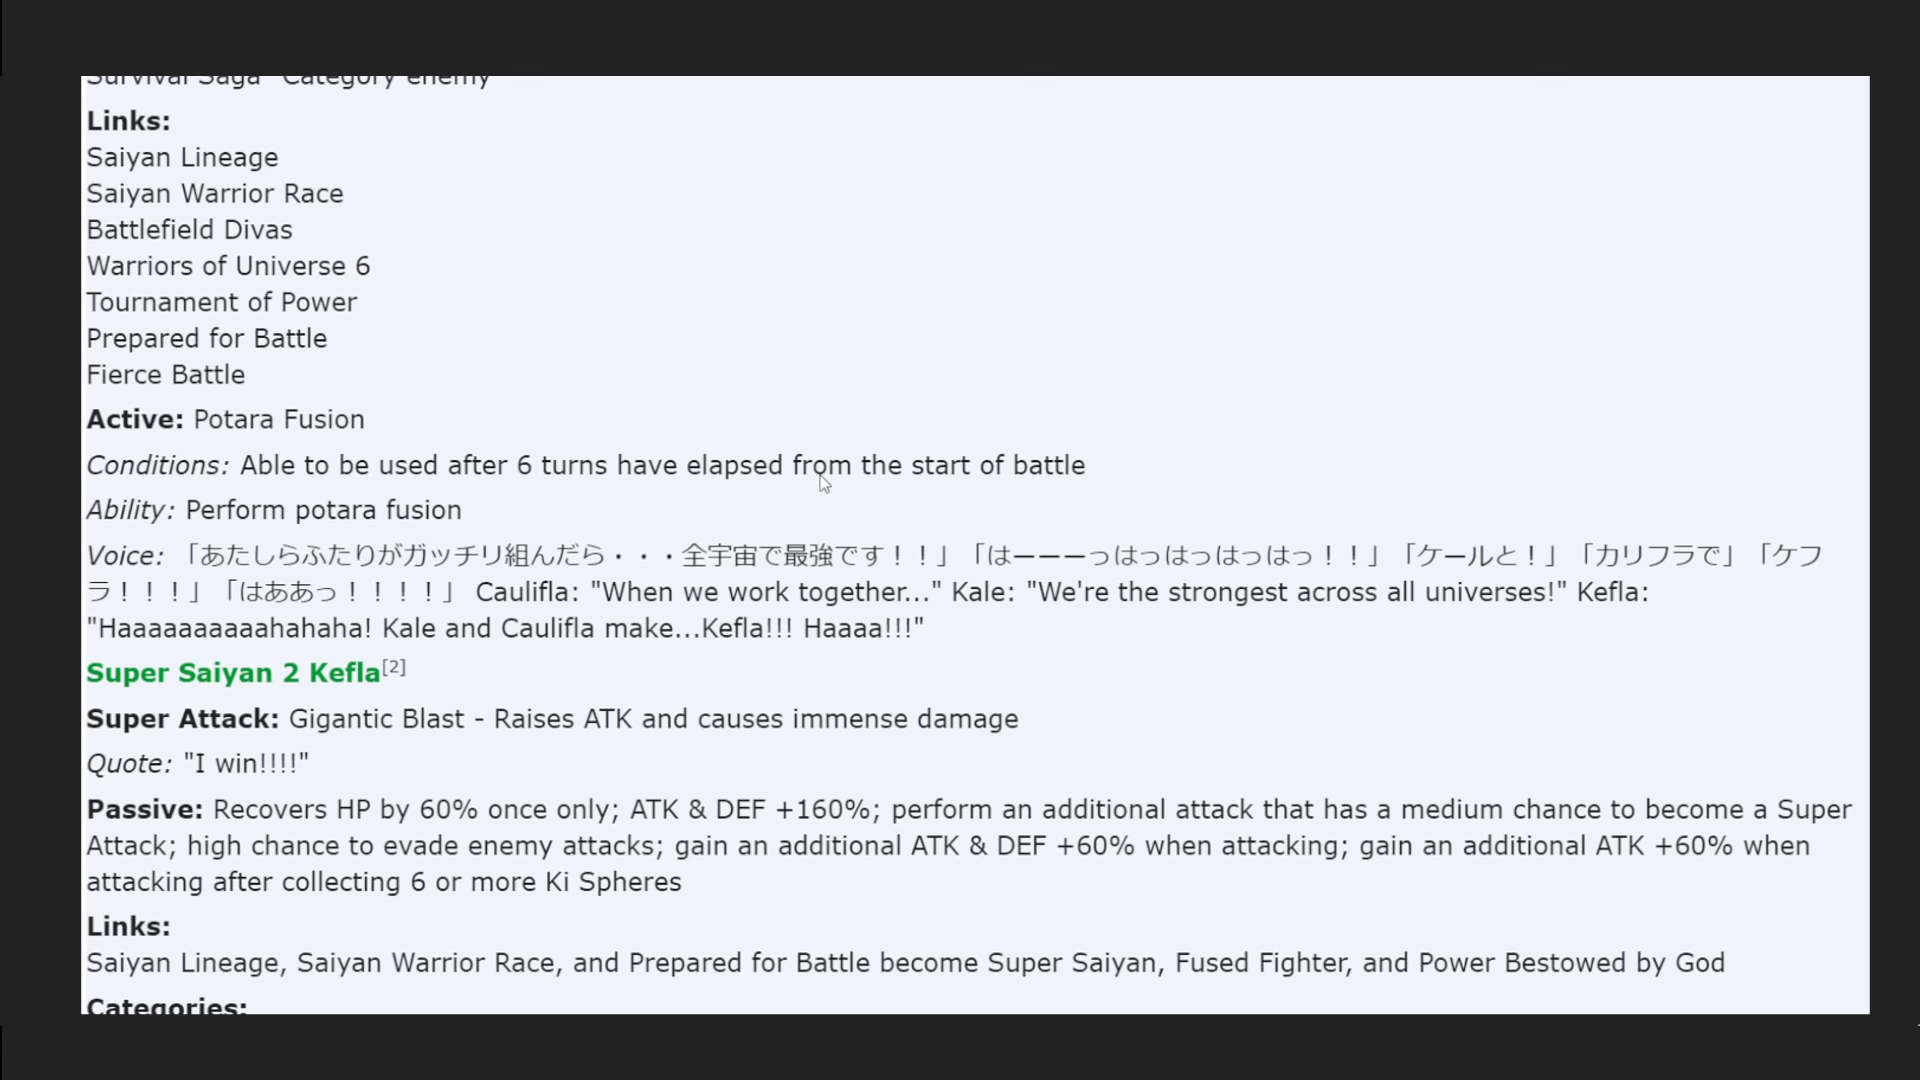 Survival Saga" Category enemy
Links:
Saiyan Lineage
Saiyan Warrior Race
Battlefield Divas
Warriors of Universe 6
Tournament of Power
Prepared for Battle
Fierce Battle
Active: Potara Fusion
Conditions: Able to be used after 6 turns have elapsed from the start of battle
Ability: Perform potara fusion
Voice: 「あたしらふたりがガッチリ組んだら・・・全宇宙で最強です！！」「はーーーっはっはっはっはっ！！」「ケールと！」「カリフラで」「ケフ
ラ！！！」「はああっ！！！！」 Caulifla: "When we work together..." Kale: "We're the strongest across all universes!" Kefla:
"Haaaaaaaaaahahaha! Kale and Caulifla make...Kefla!!! Haaaa!!!"
Super Saiyan 2 Kefla[2]
Super Attack: Gigantic Blast - Raises ATK and causes immense damage
Quote: "I win!!!!"
Passive: Recovers HP by 60% once only; ATK & DEF +160%; perform an additional attack that has a medium chance to become a Super
Attack; high chance to evade enemy attacks; gain an additional ATK & DEF +60% when attacking; gain an additional ATK +60% when
attacking after collecting 6 or more Ki Spheres
Links:
Saiyan Lineage, Saiyan Warrior Race, and Prepared for Battle become Super Saiyan, Fused Fighter, and Power Bestowed by God
Categories: